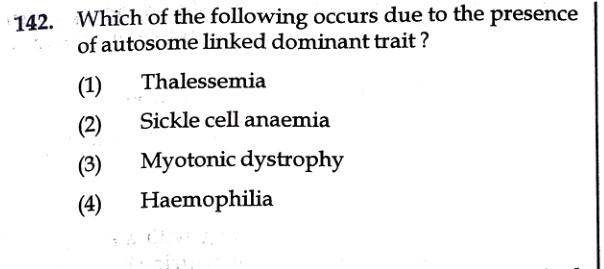 142. Which of the following occurs due to the presence
of autosome linked dominant trait ?
(1) Thalessemia
(2) Sickle cell anaemia
(3) Myotonic dystrophy
(4) Haemophilia